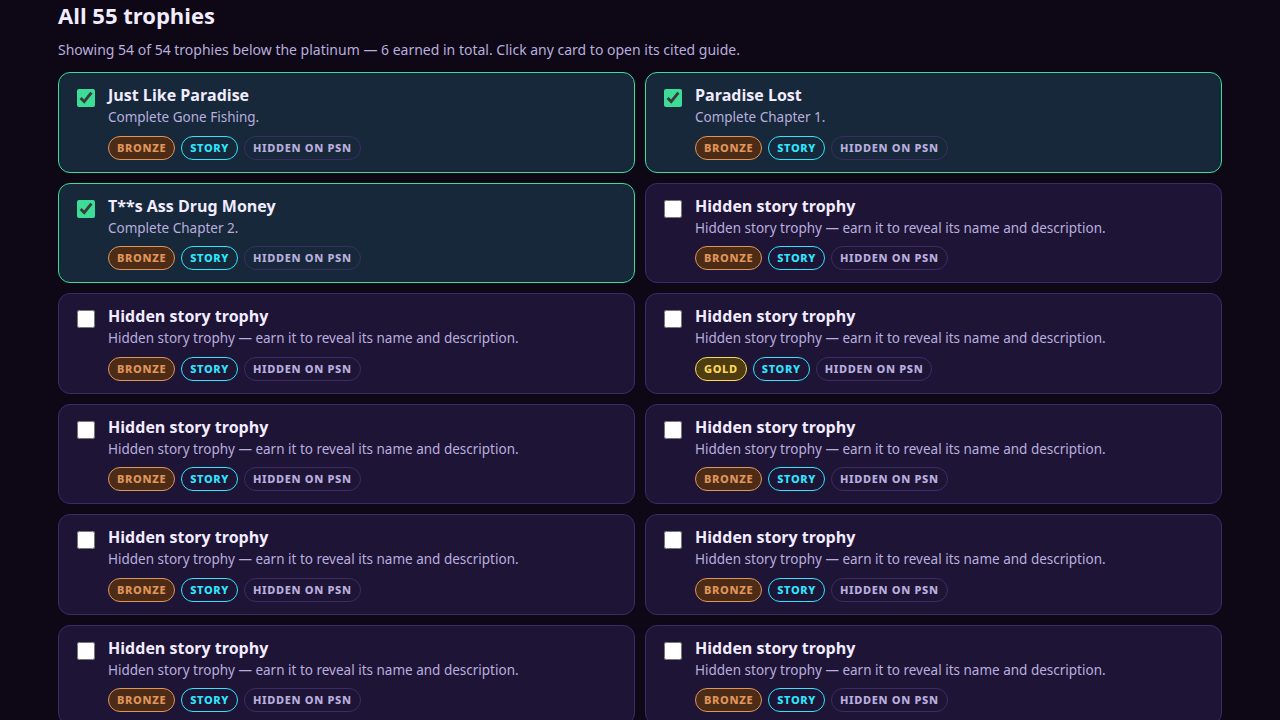 All 55 trophies
Showing 54 of 54 trophies below the platinum — 6 earned in total. Click any card to open its cited guide.
Just Like Paradise
Complete Gone Fishing.
BRONZE STORY HIDDEN ON PSN
Paradise Lost
Complete Chapter 1.
BRONZE STORY HIDDEN ON PSN
T**s Ass Drug Money
Complete Chapter 2.
BRONZE STORY HIDDEN ON PSN
Hidden story trophy
Hidden story trophy — earn it to reveal its name and description.
BRONZE STORY HIDDEN ON PSN
Hidden story trophy
Hidden story trophy — earn it to reveal its name and description.
BRONZE STORY HIDDEN ON PSN
Hidden story trophy
Hidden story trophy — earn it to reveal its name and description.
GOLD STORY HIDDEN ON PSN
Hidden story trophy
Hidden story trophy — earn it to reveal its name and description.
BRONZE STORY HIDDEN ON PSN
Hidden story trophy
Hidden story trophy — earn it to reveal its name and description.
BRONZE STORY HIDDEN ON PSN
Hidden story trophy
Hidden story trophy — earn it to reveal its name and description.
BRONZE STORY HIDDEN ON PSN
Hidden story trophy
Hidden story trophy — earn it to reveal its name and description.
BRONZE STORY HIDDEN ON PSN
Hidden story trophy
Hidden story trophy — earn it to reveal its name and description.
BRONZE STORY HIDDEN ON PSN
Hidden story trophy
Hidden story trophy — earn it to reveal its name and description.
BRONZE STORY HIDDEN ON PSN